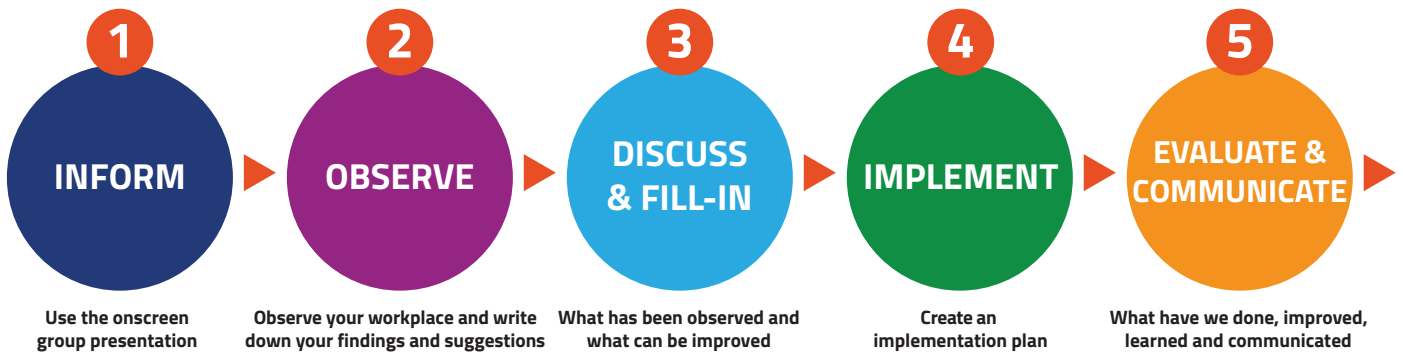 1
INFORM
Use the onscreen
group presentation
2
OBSERVE
Observe your workplace and write
down your findings and suggestions
3
DISCUSS
& FILL-IN
What has been observed and
what can be improved
4
IMPLEMENT
Create an
implementation plan
5
EVALUATE &
COMMUNICATE
What have we done, improved,
learned and communicated